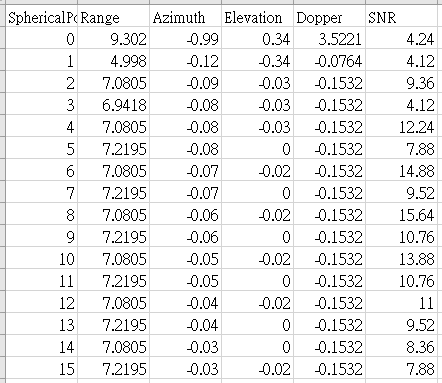 SphericalPo Range Azimuth Elevation Dopper SNR
0 9.302 -0.99 0.34 3.5221 4.24
1 4.998 -0.12 -0.34 -0.0764 4.12
2 7.0805 -0.09 -0.03 -0.1532 9.36
3 6.9418 -0.08 -0.03 -0.1532 4.12
4 7.0805 -0.08 -0.03 -0.1532 12.24
5 7.2195 -0.08 0 -0.1532 7.88
6 7.0805 -0.07 -0.02 -0.1532 14.88
7 7.2195 -0.07 0 -0.1532 9.52
8 7.0805 -0.06 -0.02 -0.1532 15.64
9 7.2195 -0.06 0 -0.1532 10.76
10 7.0805 -0.05 -0.02 -0.1532 13.88
11 7.2195 -0.05 0 -0.1532 10.76
12 7.0805 -0.04 -0.02 -0.1532 11
13 7.2195 -0.04 0 -0.1532 9.52
14 7.0805 -0.03 0 -0.1532 8.36
15 7.2195 -0.03 -0.02 -0.1532 7.88